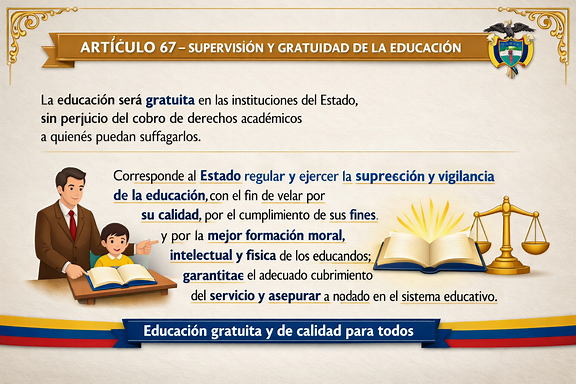 ARTÍCULO 67 – SUPERVISIÓN Y GRATUIDAD DE LA EDUCACIÓN
La educación será gratuita en las instituciones del Estado,
sin perjucio del cobro de derechos académicos
a quienés puedan suffagarlos.
Corresponde al Estado regular y ejercer la supreсción y vigilancia
de la educación, con el fin de velar por
su calidad, por el cumplimiento de sus fines
y por la mejor formación moral,
intelectual y física de los educandos;
garantitae el adecuado cubrimiento
del servicio y asepurar a nadado en el sistema educativo.
Educación gratuita y de calidad para todos